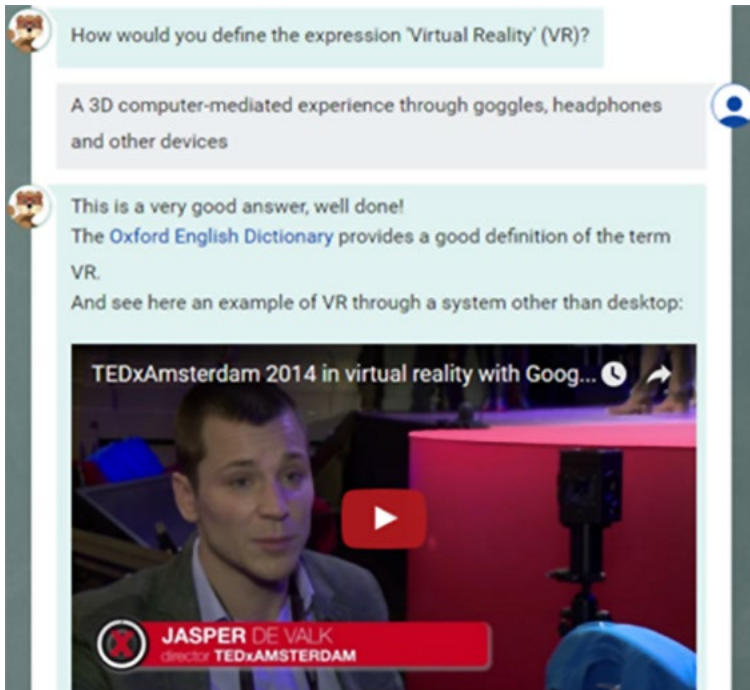 How would you define the expression 'Virtual Reality' (VR)?
A 3D computer-mediated experience through goggles, headphones
and other devices
This is a very good answer, well done!
The Oxford English Dictionary provides a good definition of the term
VR.
And see here an example of VR through a system other than desktop:
TEDxAmsterdam 2014 in virtual reality with Goog...
JASPER DE VALK
director TEDxAMSTERDAM